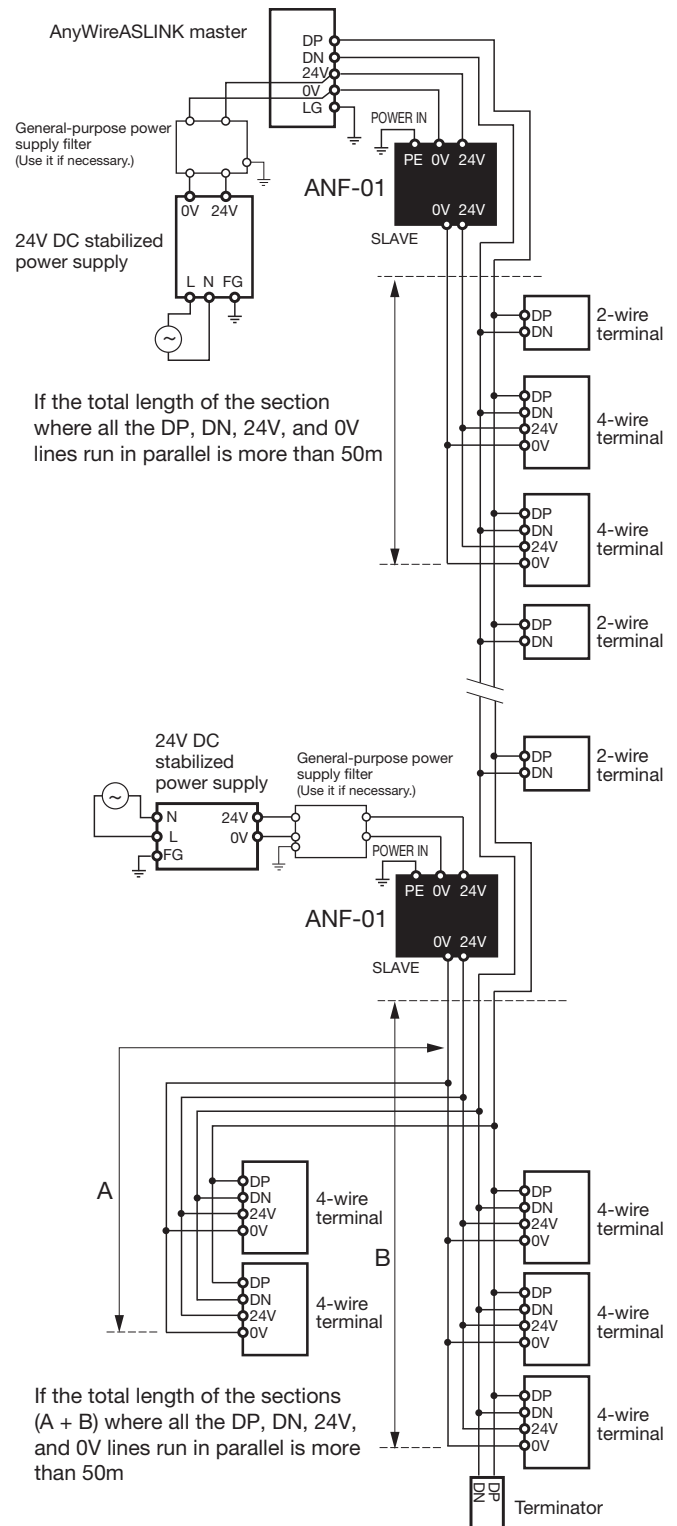 AnyWireASLINK master
DP
DN
24V
0V
LG
General-purpose power
supply filter
(Use it if necessary.)
POWER IN
PE 0V 24V
ANF-01
0V 24V
SLAVE
0V 24V
24V DC stabilized
power supply
L N FG
~
If the total length of the section
where all the DP, DN, 24V, and 0V
lines run in parallel is more than 50m
DP
DN
2-wire
terminal
DP
DN
24V
0V
4-wire
terminal
DP
DN
24V
0V
4-wire
terminal
DP
DN
2-wire
terminal
DP
DN
2-wire
terminal
24V DC
stabilized
power supply
General-purpose power
supply filter
(Use it if necessary.)
~
N
L
FG
24V
0V
POWER IN
PE 0V 24V
ANF-01
0V 24V
SLAVE
A
B
DP
DN
24V
0V
4-wire
terminal
DP
DN
24V
0V
4-wire
terminal
DP
DN
24V
0V
4-wire
terminal
DP
DN
24V
0V
4-wire
terminal
DP
DN
24V
0V
4-wire
terminal
If the total length of the sections
(A + B) where all the DP, DN, 24V,
and 0V lines run in parallel is more
than 50m
DP
DN
Terminator